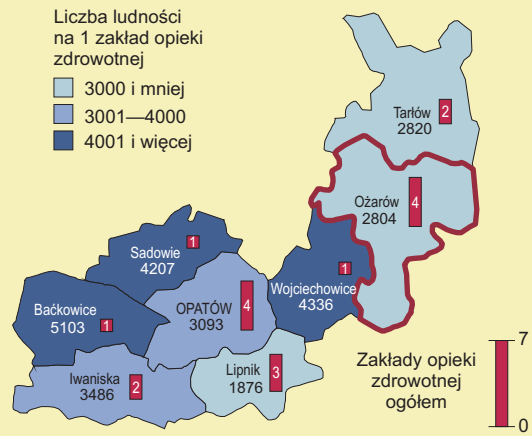 Liczba ludności
na 1 zakład opieki
zdrowotnej
3000 i mniej
3001—4000
4001 i więcej
2
Tarłów
2820
Ożarów
2804
4
1
Sadowie
4207
Wojciechowice
4336
1
Baćkowice
5103
1
OPATÓW
3093
4
Iwaniska
3486
2
Lipnik
1876
3
Zakłady opieki
zdrowotnej
ogółem
7
0